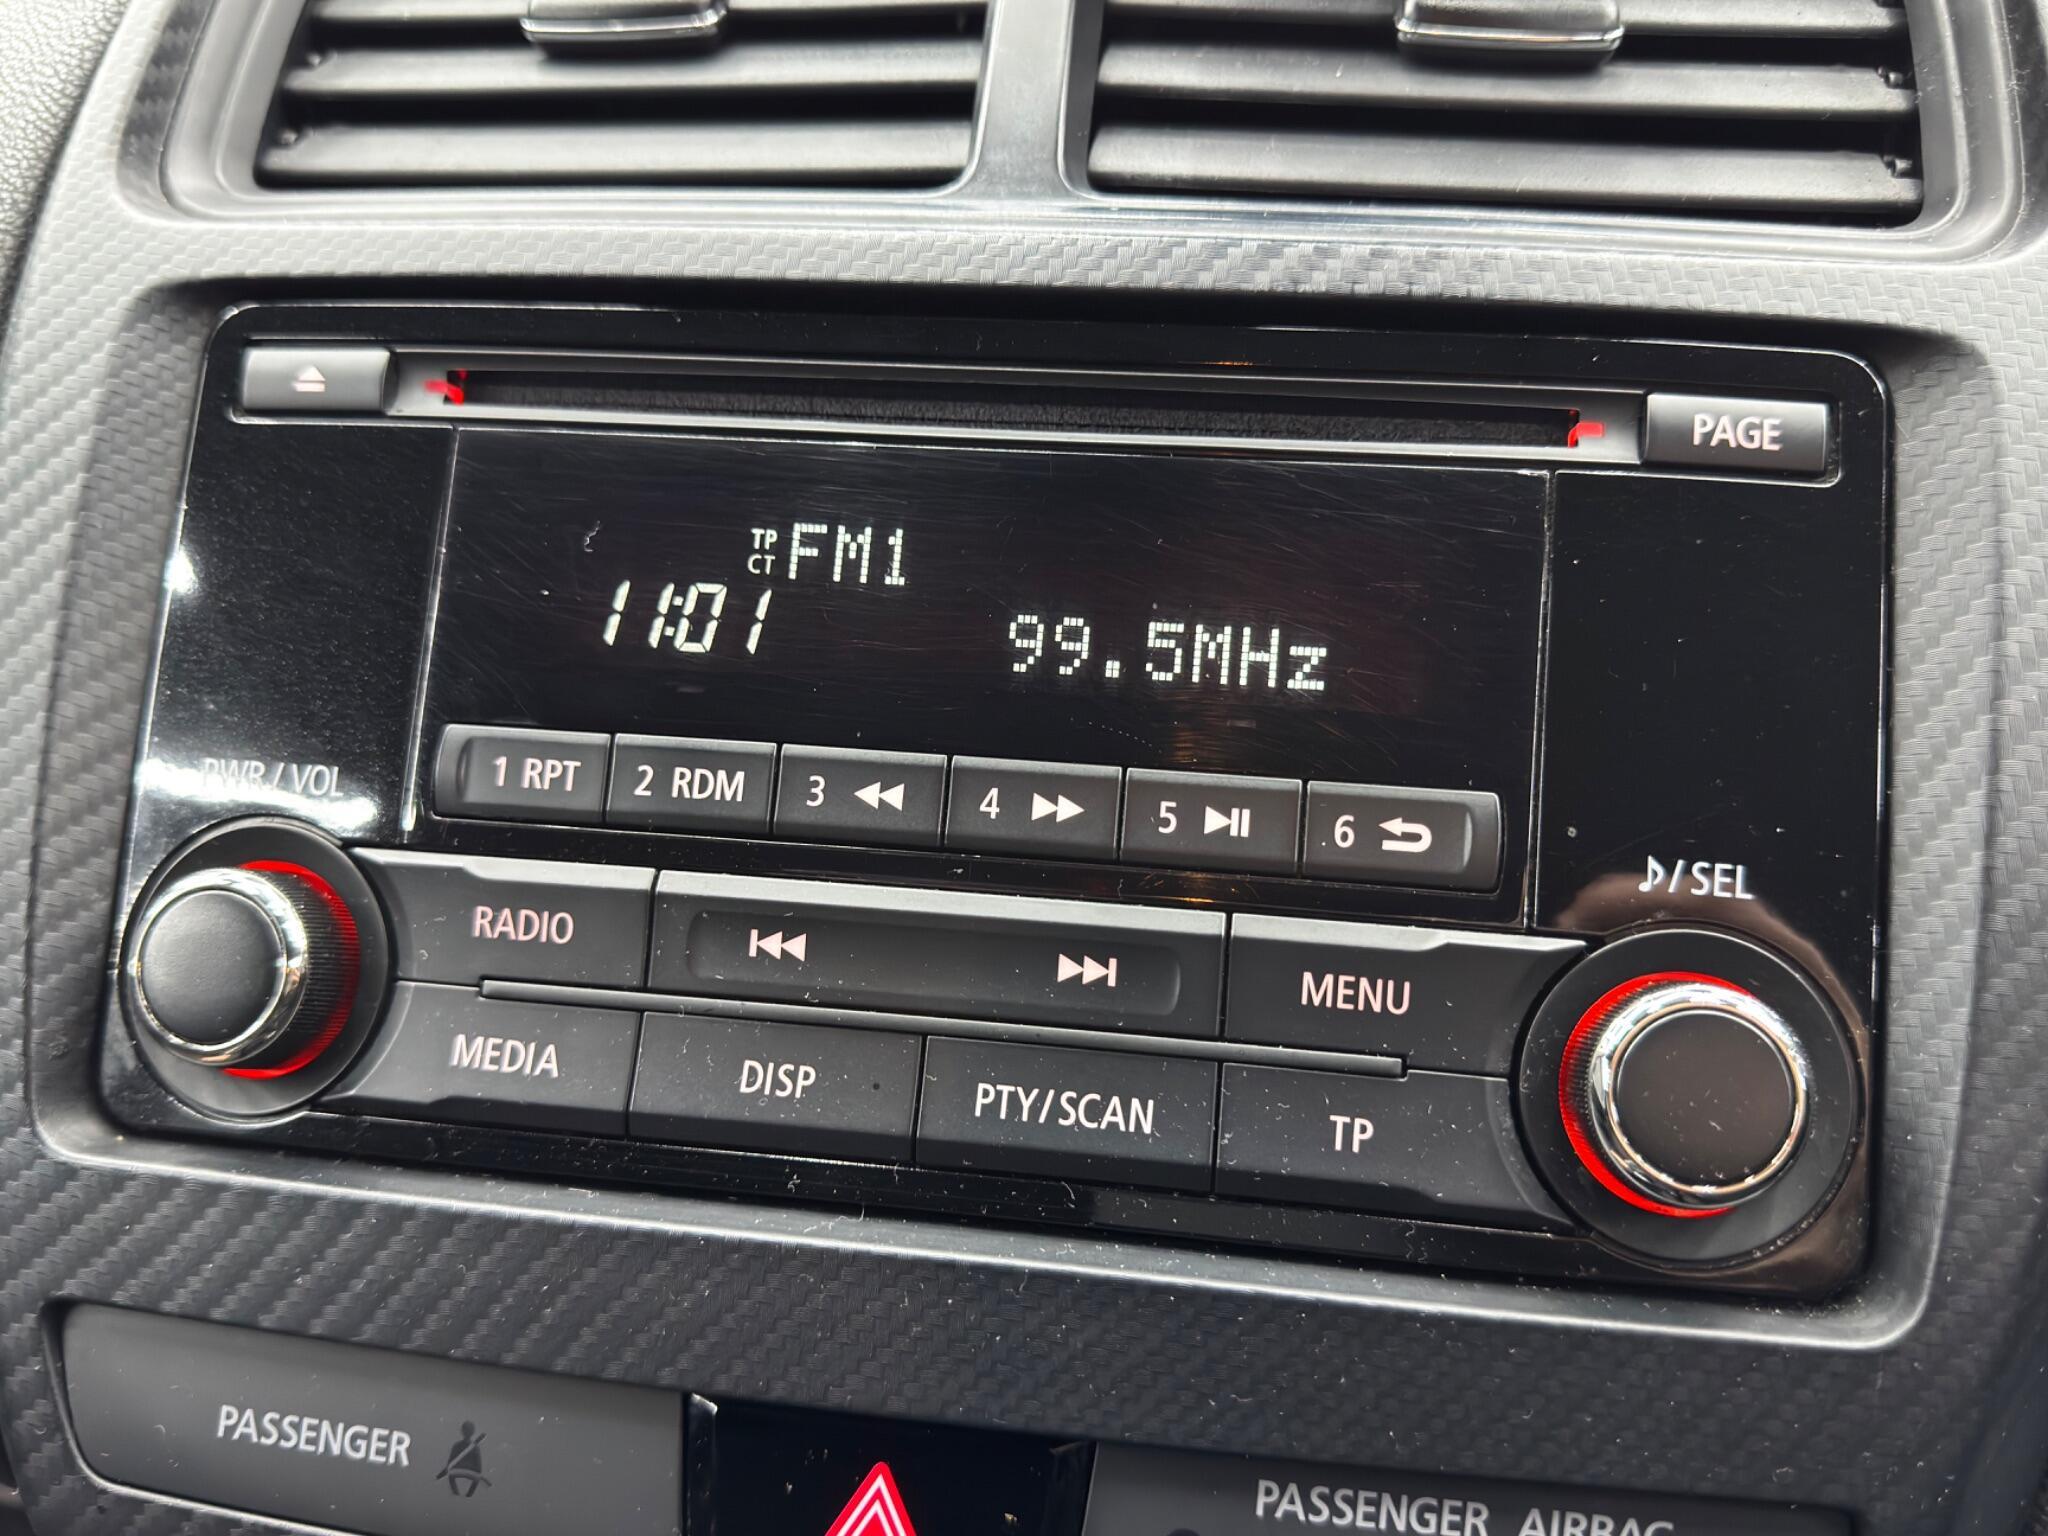 PAGE
TP
CT
FM1
11:01
99.5MHz
PWR/VOL
1 RPT
2 RDM
3
4
5
6
♪/SEL
RADIO
MENU
MEDIA
DISP
PTY/SCAN
TP
PASSENGER
PASSENGER AIRBAG